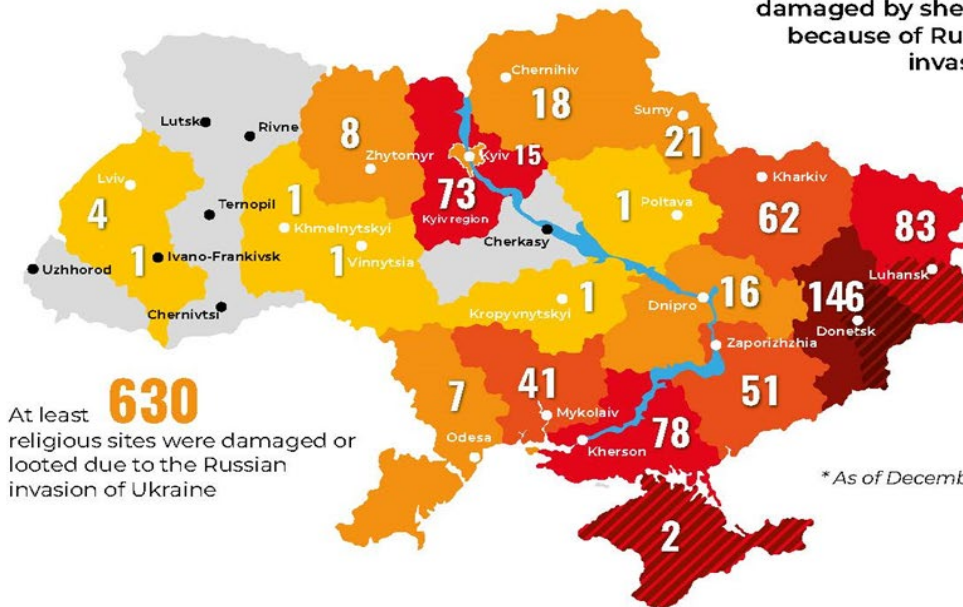 damaged by she
because of Ru
invas
Chernihiv
18
Sumy
21
Lutsk
Rivne
8
Zhytomyr
Kyiv 15
73
Kyiv region
Lviv
4
Ternopil
1
Khmelnytskyi
1
Poltava
Kharkiv
62
83
Luhansk
Cherkasy
Uzhhorod
1
Ivano-Frankivsk
1
Vinnytsia
Chernivtsi
1
Kropyvnytskyi
Dnipro
16
146
Donetsk
Zaporizhzhia
51
7
41
Mykolaiv
Odesa
Kherson
78
2
At least 630
religious sites were damaged or
looted due to the Russian
invasion of Ukraine
* As of Decemb